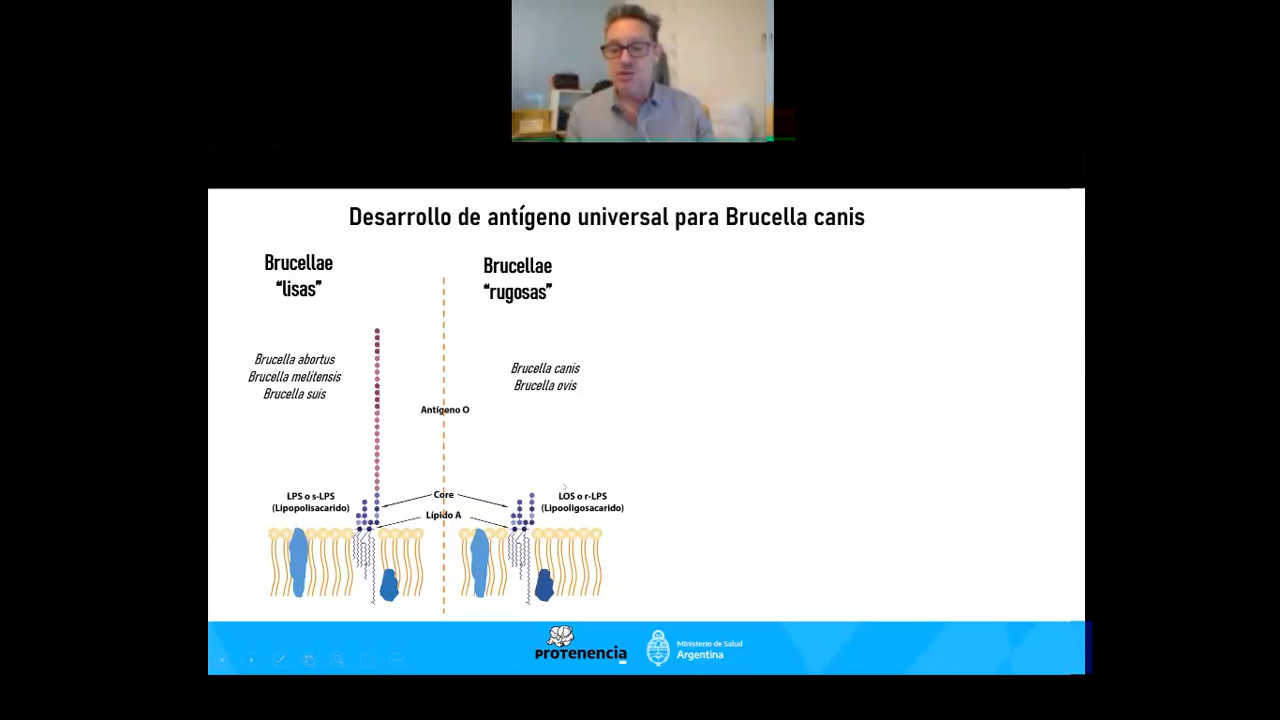 Desarrollo de antígeno universal para Brucella canis
Brucellae
“lisas”
Brucellae
“rugosas”
Brucella abortus
Brucella melitensis
Brucella suis
Brucella canis
Brucella ovis
Antígeno O
LPS o s-LPS
(Lipopolisacarido)
Core
LOS o r-LPS
(Lipooligosacarido)
Lípido A
PROTenencia
Ministerio de Salud
Argentina